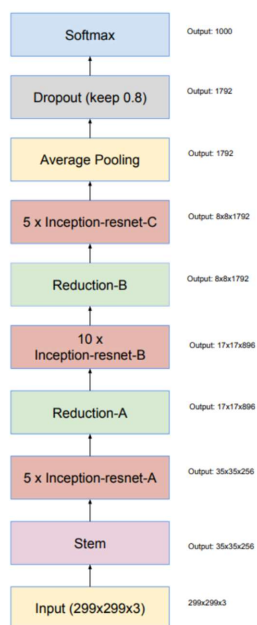 Softmax
Output: 1000
Dropout (keep 0.8)
Output: 1792
Average Pooling
Output: 1792
5 x Inception-resnet-C
Output: 8x8x1792
Reduction-B
Output: 8x8x1792
10 x
Inception-resnet-B
Output: 17x17x896
Reduction-A
Output: 17x17x896
5 x Inception-resnet-A
Output: 35x35x256
Stem
Output: 35x35x256
Input (299x299x3)
299x299x3